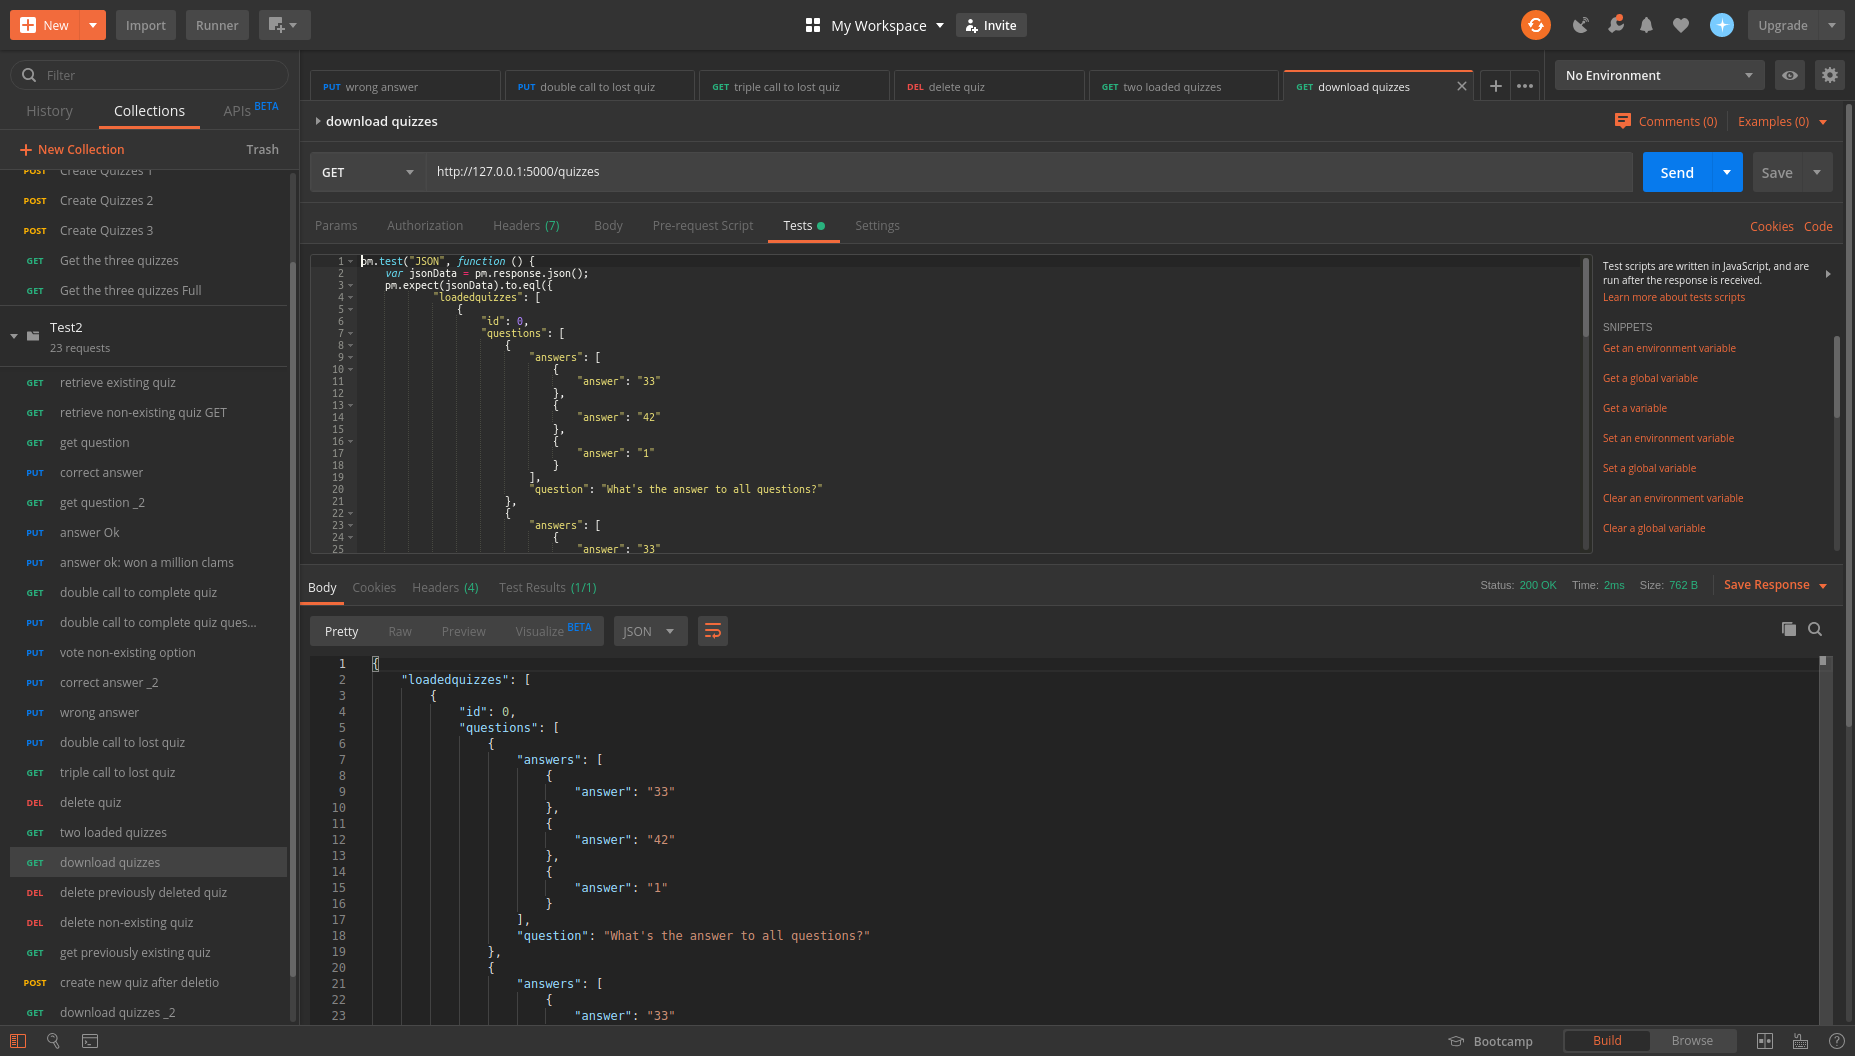 New
Import
Runner
My Workspace
Invite
Upgrade
Filter
History
Collections
APIs BETA
New Collection
Trash
POST Create Quizzes 1
POST Create Quizzes 2
POST Create Quizzes 3
GET Get the three quizzes
GET Get the three quizzes Full
Test2
23 requests
GET retrieve existing quiz
GET retrieve non-existing quiz GET
GET get question
PUT correct answer
GET get question _2
PUT answer Ok
PUT answer ok: won a million clams
GET double call to complete quiz
PUT double call to complete quiz ques...
PUT vote non-existing option
PUT correct answer _2
PUT wrong answer
PUT double call to lost quiz
GET triple call to lost quiz
DEL delete quiz
GET two loaded quizzes
GET download quizzes
DEL delete previously deleted quiz
DEL delete non-existing quiz
GET get previously existing quiz
POST create new quiz after deletio
GET download quizzes _2
PUT wrong answer
PUT double call to lost quiz
GET triple call to lost quiz
DEL delete quiz
GET two loaded quizzes
GET download quizzes
No Environment
download quizzes
Comments (0)
Examples (0)
GET
http://127.0.0.1:5000/quizzes
Send
Save
Params
Authorization
Headers (7)
Body
Pre-request Script
Tests
Settings
Cookies
Code
1 pm.test("JSON", function () {
2 var jsonData = pm.response.json();
3 pm.expect(jsonData).to.eql({
4 "loadedquizzes": [
5 {
6 "id": 0,
7 "questions": [
8 {
9 "answers": [
10 {
11 "answer": "33"
12 },
13 {
14 "answer": "42"
15 },
16 {
17 "answer": "1"
18 }
19 ],
20 "question": "What's the answer to all questions?"
21 },
22 {
23 "answers": [
24 {
25 "answer": "33"
Test scripts are written in JavaScript, and are
run after the response is received.
Learn more about tests scripts
SNIPPETS
Get an environment variable
Get a global variable
Get a variable
Set an environment variable
Set a global variable
Clear an environment variable
Clear a global variable
Body
Cookies
Headers (4)
Test Results (1/1)
Status: 200 OK
Time: 2ms
Size: 762 B
Save Response
Pretty
Raw
Preview
Visualize BETA
JSON
1 {
2 "loadedquizzes": [
3 {
4 "id": 0,
5 "questions": [
6 {
7 "answers": [
8 {
9 "answer": "33"
10 },
11 {
12 "answer": "42"
13 },
14 {
15 "answer": "1"
16 }
17 ],
18 "question": "What's the answer to all questions?"
19 },
20 {
21 "answers": [
22 {
23 "answer": "33"
Bootcamp
Build
Browse